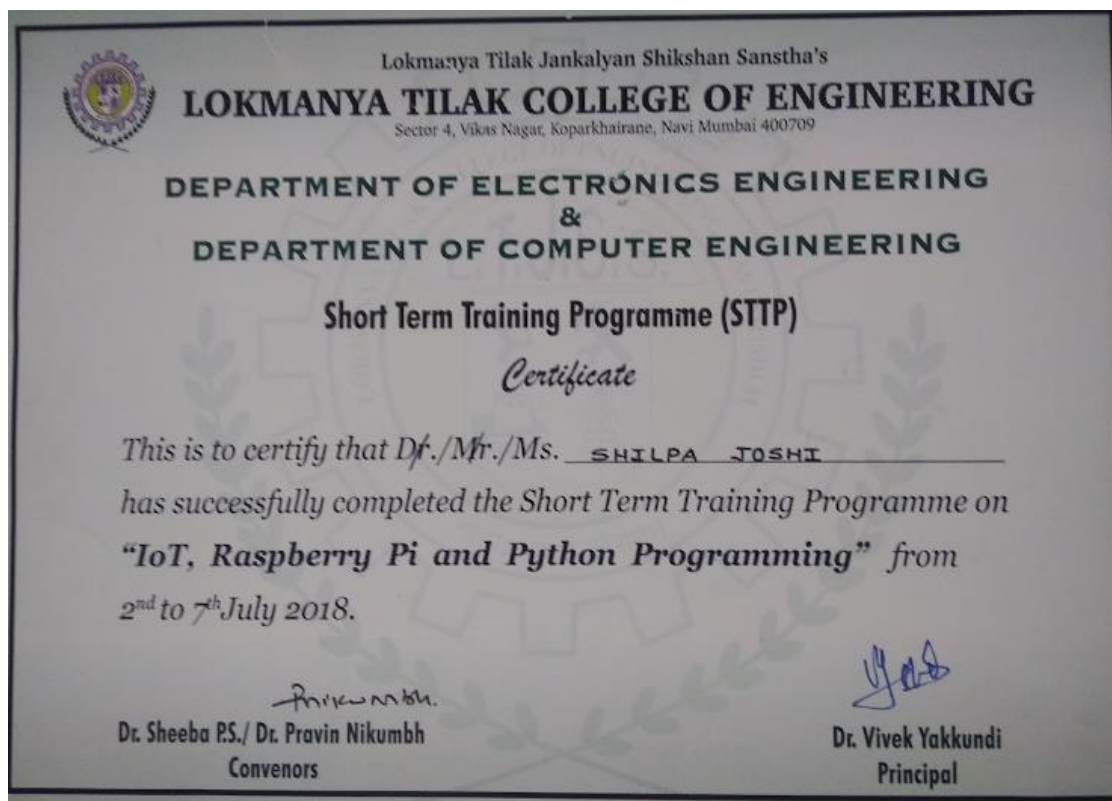 Lokmanya Tilak Jankalyan Shikshan Sanstha's
LOKMANYA TILAK COLLEGE OF ENGINEERING
Sector 4, Vikas Nagar, Koparkhairane, Navi Mumbai 400709
DEPARTMENT OF ELECTRONICS ENGINEERING
&
DEPARTMENT OF COMPUTER ENGINEERING
Short Term Training Programme (STTP)
Certificate
This is to certify that Dr./Mr./Ms. SHILPA JOSHI
has successfully completed the Short Term Training Programme on
“IoT, Raspberry Pi and Python Programming” from
2nd to 7th July 2018.
Dr. Sheeba P.S./ Dr. Pravin Nikumbh
Convenors
Dr. Vivek Yakkundi
Principal